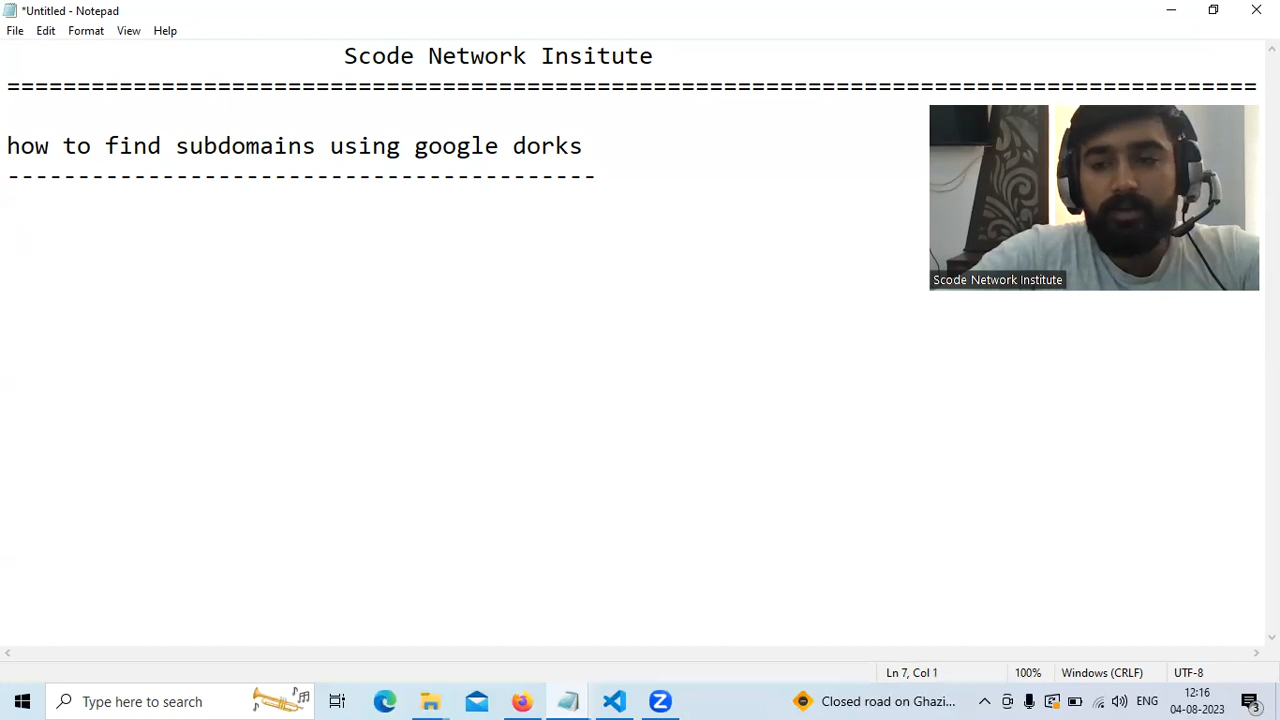 *Untitled - Notepad
File Edit Format View Help
Scode Network Insitute
=========================================================================================
how to find subdomains using google dorks
------------------------------------------
Scode Network Institute
Ln 7, Col 1 100% Windows (CRLF) UTF-8
Type here to search
Closed road on Ghazi... ENG
12:16
04-08-2023
3